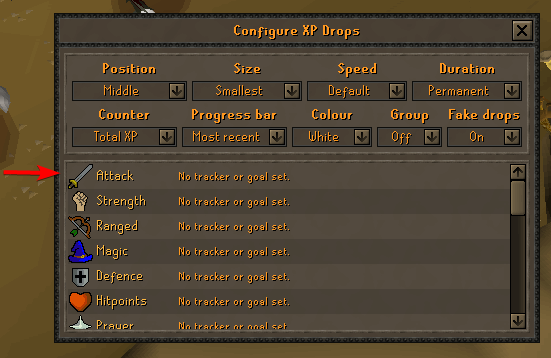 Configure XP Drops
Position Size Speed Duration
Middle Smallest Default Permanent
Counter Progress bar Colour Group Fake drops
Total XP Most recent White Off On
Attack No tracker or goal set.
Strength No tracker or goal set.
Ranged No tracker or goal set.
Magic No tracker or goal set.
Defence No tracker or goal set.
Hitpoints No tracker or goal set.
Prayer No tracker or goal set.